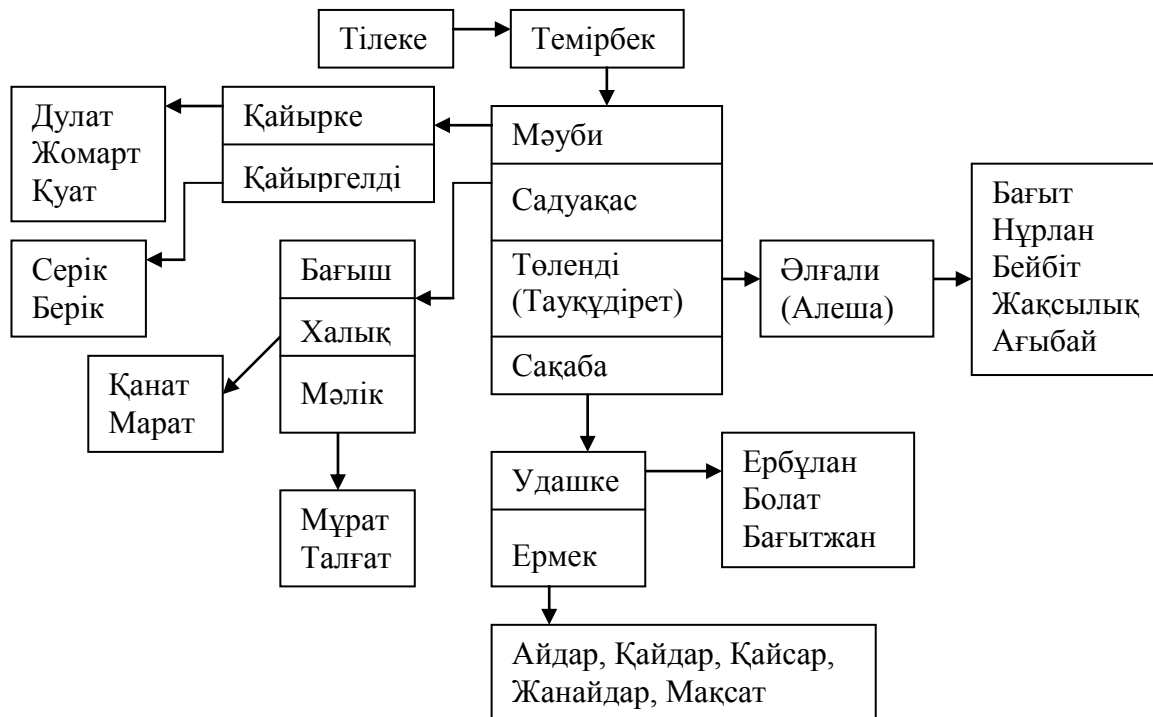 Тілеке
Темірбек
Дулат
Жомарт
Қуат
Қайырке
Қайыргелді
Мәуби
Садуақас
Төленді
(Тауқұдірет)
Сақаба
Серік
Берік
Бағыш
Халық
Мәлік
Әлғали
(Алеша)
Бағыт
Нұрлан
Бейбіт
Жақсылық
Ағыбай
Қанат
Марат
Мұрат
Талғат
Удашке
Ермек
Ербұлан
Болат
Бағытжан
Айдар, Қайдар, Қайсар,
Жанайдар, Мақсат